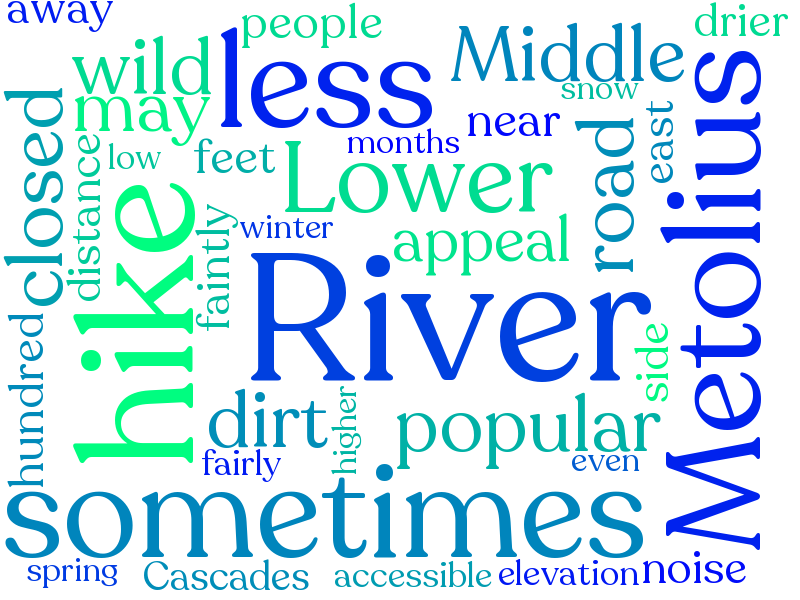 away
people
drier
wild
less
Middle
snow
may
near
months
closed
distance
low
feet
Lower
road
east
Metolius
hike
faintly
winter
appeal
River
hundred
side
dirt
higher
popular
fairly
even
sometimes
spring
Cascades
accessible
elevation
noise